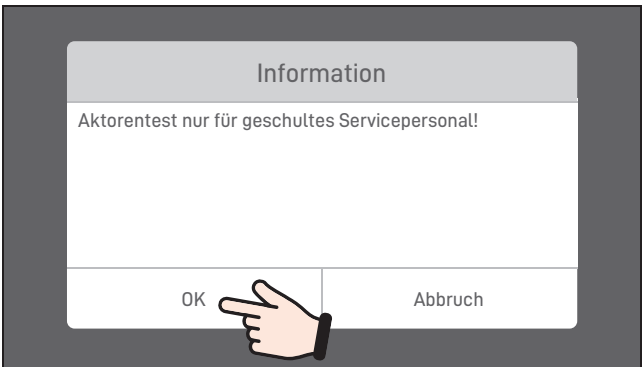 Information
Aktorentest nur für geschultes Servicepersonal!
OK
Abbruch